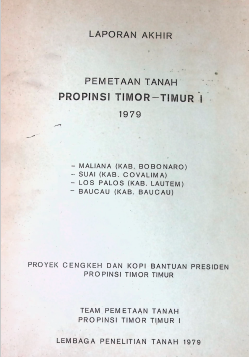 LAPORAN AKHIR
PEMETAAN TANAH
PROPINSI TIMOR-TIMUR I
1979
- MALIANA (KAB. BOBONARO)
- SUAI (KAB. COVALIMA)
- LOS PALOS (KAB. LAUTEM)
- BAUCAU (KAB. BAUCAU)
PROYEK CENGKEH DAN KOPI BANTUAN PRESIDEN
PROPINSI TIMOR TIMUR
TEAM PEMETAAN TANAH
PROPINSI TIMOR TIMUR I
LEMBAGA PENELITIAN TANAH 1979